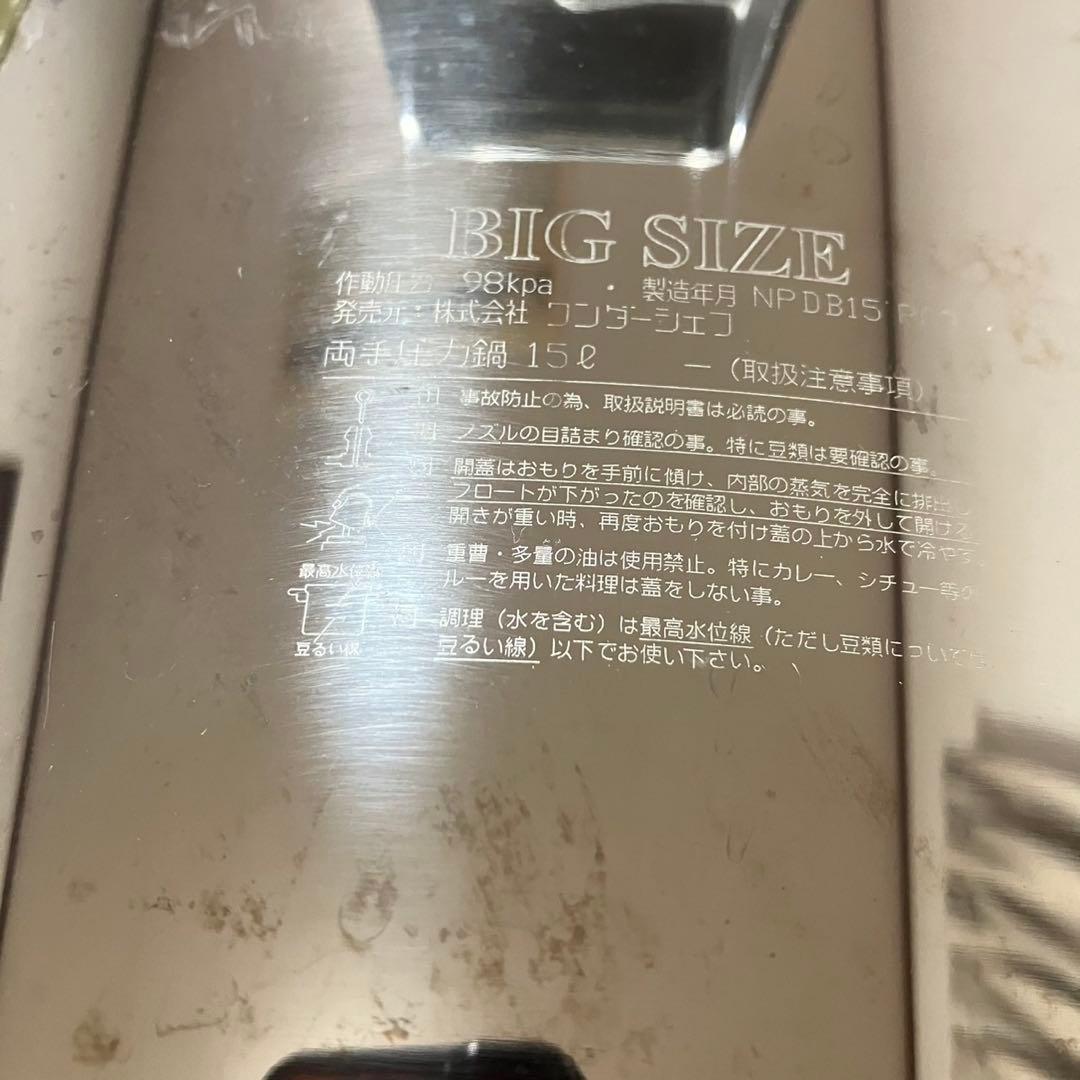 BIG SIZE
作動圧力 98kpa ・ 製造年月 NPDB15
発売元：株式会社 ワンダーシェフ
両手圧力鍋 15ℓ ー（取扱注意事項）
事故防止の為、取扱説明書は必読の事。
ノズルの目詰まり確認の事。特に豆類は要確認の事。
開蓋はおもりを手前に傾け、内部の蒸気を完全に排出し
フロートが下がったのを確認し、おもりを外して開ける。
開きが重い時、再度おもりを付け蓋の上から水で冷やす。
重曹・多量の油は使用禁止。特にカレー、シチュー等の
ルーを用いた料理は蓋をしない事。
最高水位線
調理（水を含む）は最高水位線（ただし豆類については
豆るい線
豆るい線）以下でお使い下さい。